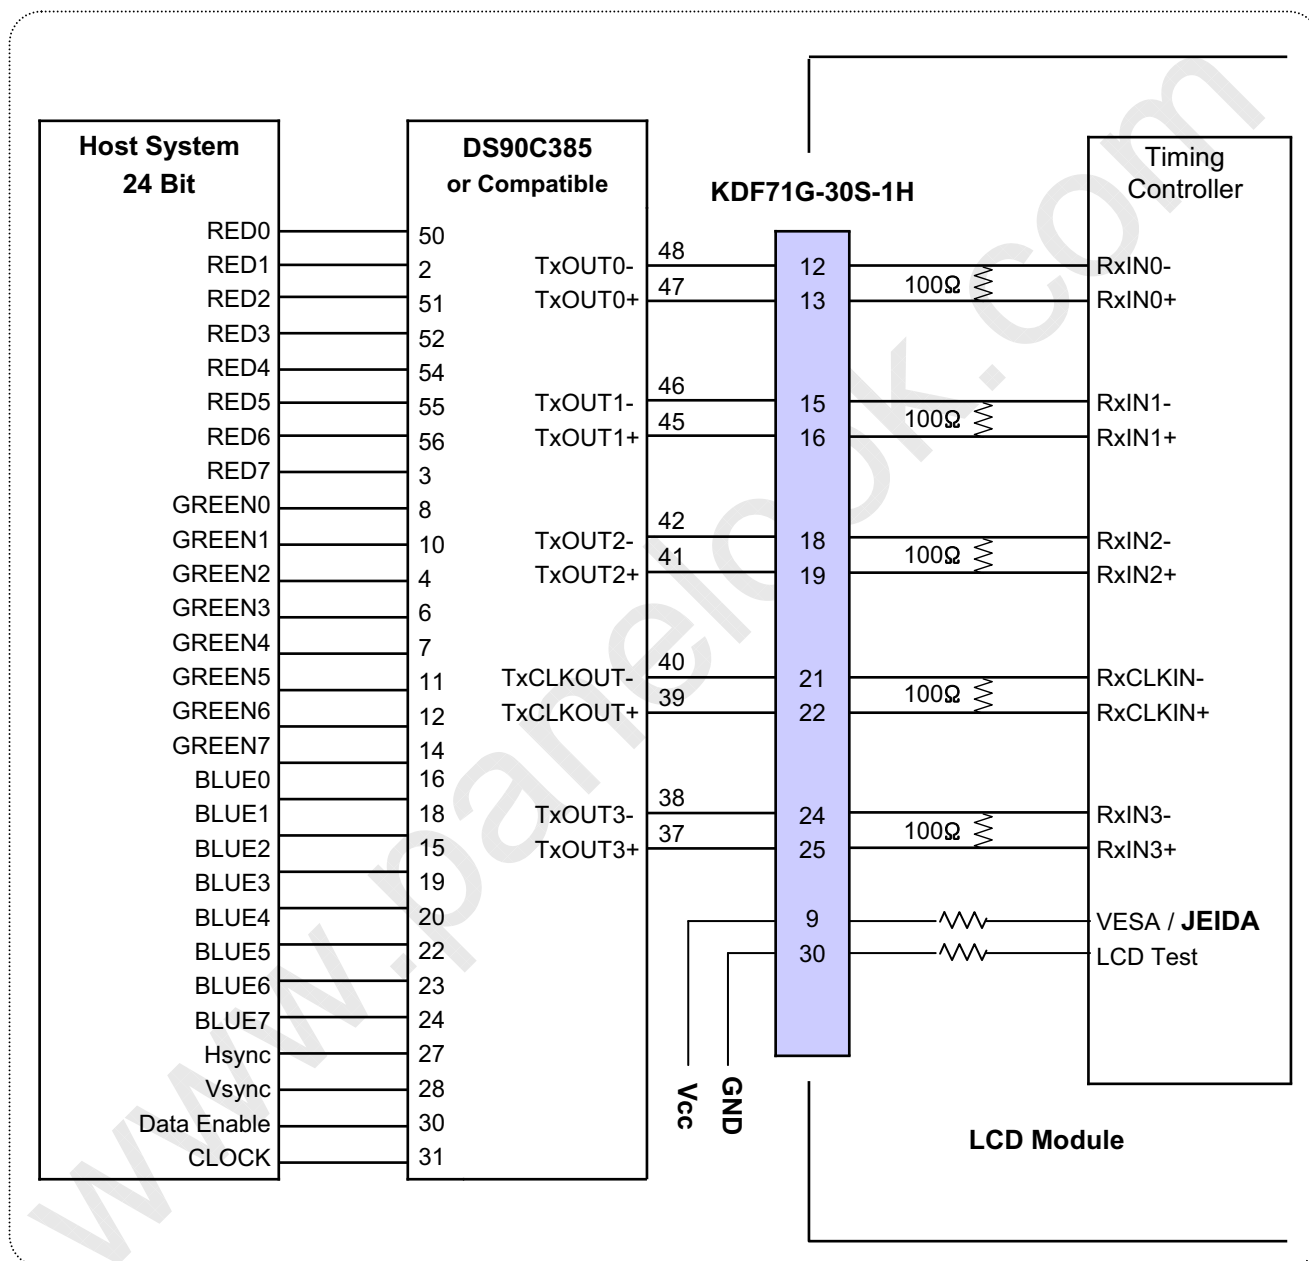 Host System
24 Bit
RED0
RED1
RED2
RED3
RED4
RED5
RED6
RED7
GREEN0
GREEN1
GREEN2
GREEN3
GREEN4
GREEN5
GREEN6
GREEN7
BLUE0
BLUE1
BLUE2
BLUE3
BLUE4
BLUE5
BLUE6
BLUE7
Hsync
Vsync
Data Enable
CLOCK
DS90C385
or Compatible
50
2
51
52
54
55
56
3
8
10
4
6
7
11
12
14
16
18
15
19
20
22
23
24
27
28
30
31
TxOUT0-
TxOUT0+
TxOUT1-
TxOUT1+
TxOUT2-
TxOUT2+
TxCLKOUT-
TxCLKOUT+
TxOUT3-
TxOUT3+
48
47
46
45
42
41
40
39
38
37
Vcc
GND
KDF71G-30S-1H
12
13
15
16
18
19
21
22
24
25
9
30
100Ω
100Ω
100Ω
100Ω
100Ω
Timing
Controller
RxIN0-
RxIN0+
RxIN1-
RxIN1+
RxIN2-
RxIN2+
RxCLKIN-
RxCLKIN+
RxIN3-
RxIN3+
VESA / JEIDA
LCD Test
LCD Module
www.panelook.com